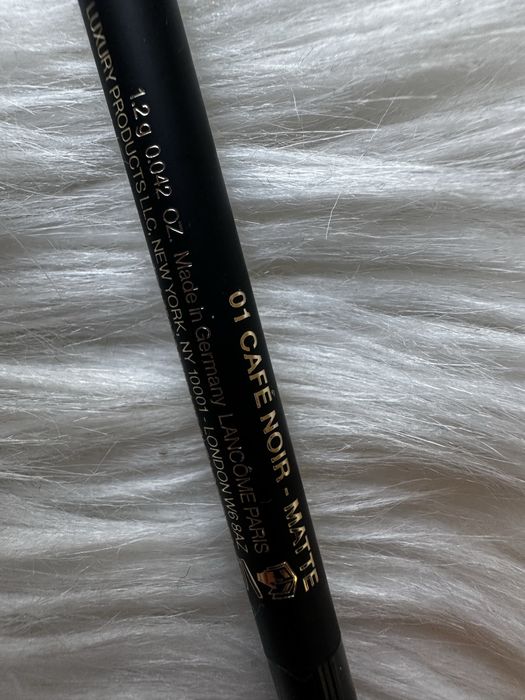 01 CAFÉ NOIR - MATTE
1.2 g 0.042 OZ. Made in Germany LANCÔME PARIS
LUXURY PRODUCTS LLC, NEW YORK, NY 10001 - LONDON W6 8AZ